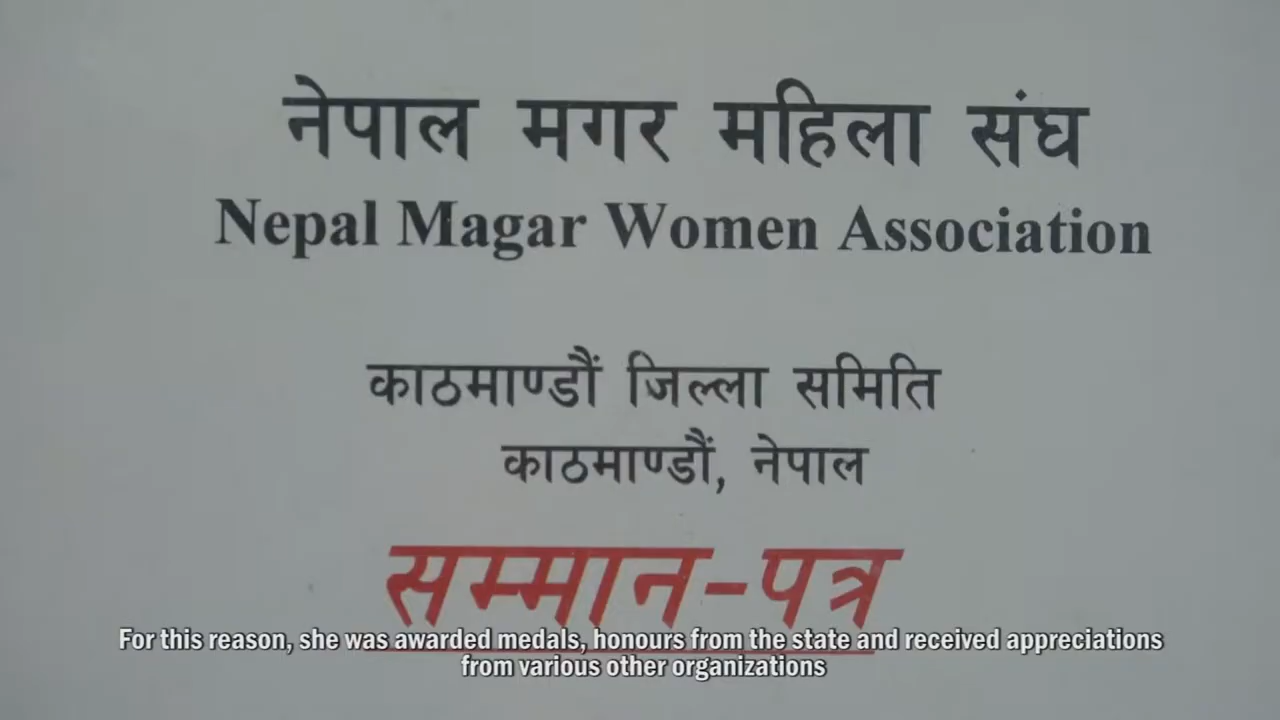 नेपाल मगर महिला संघ
Nepal Magar Women Association
काठमाण्डौं जिल्ला समिति
काठमाण्डौं, नेपाल
सम्मान-पत्र
For this reason, she was awarded medals, honours from the state and received appreciations
from various other organizations